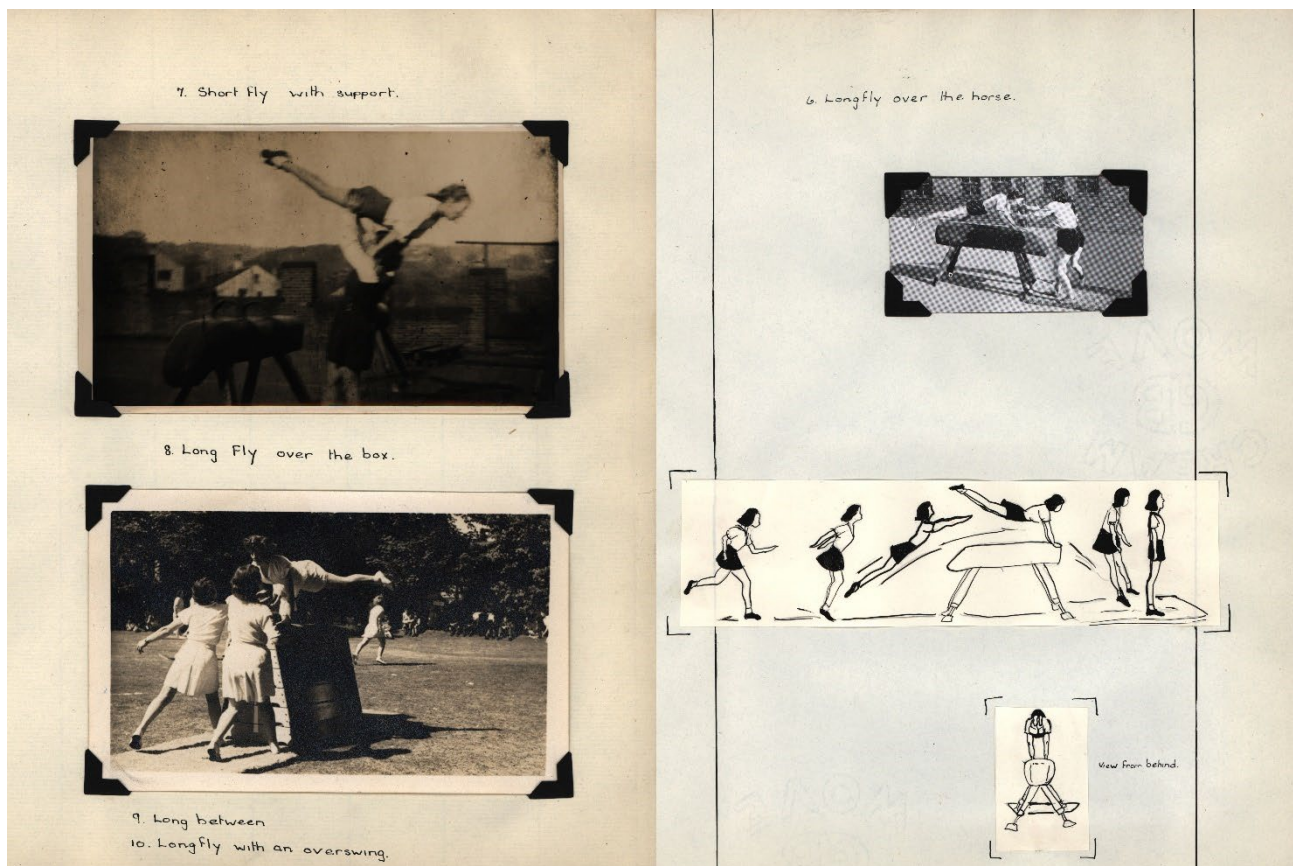 7. Short fly with support.
8. Long Fly over the box.
9. Long between
10. Longfly with an overswing.
6. Longfly over the horse.
View from behind.